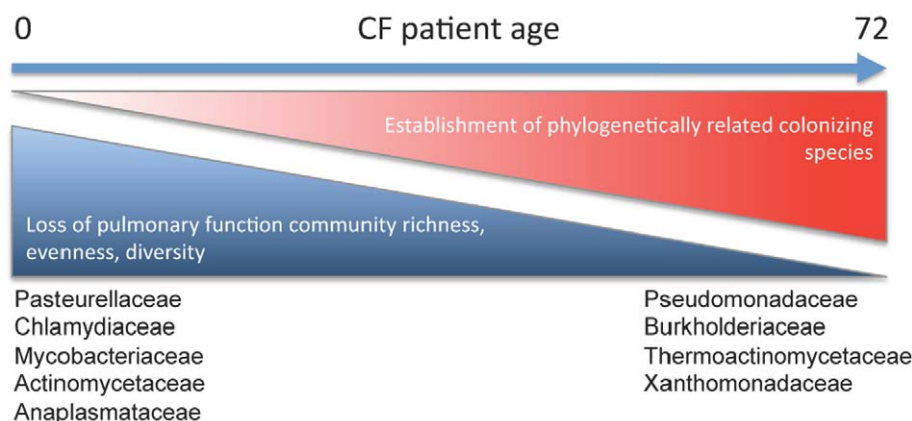 0 CF patient age 72
Establishment of phylogenetically related colonizing
species
Loss of pulmonary function community richness,
evenness, diversity
Pasteurellaceae
Chlamydiaceae
Mycobacteriaceae
Actinomycetaceae
Anaplasmataceae
Pseudomonadaceae
Burkholderiaceae
Thermoactinomycetaceae
Xanthomonadaceae